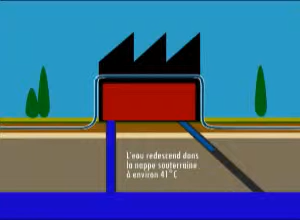 L'eau redescend dans
la nappe souterraine
à environ 41°C